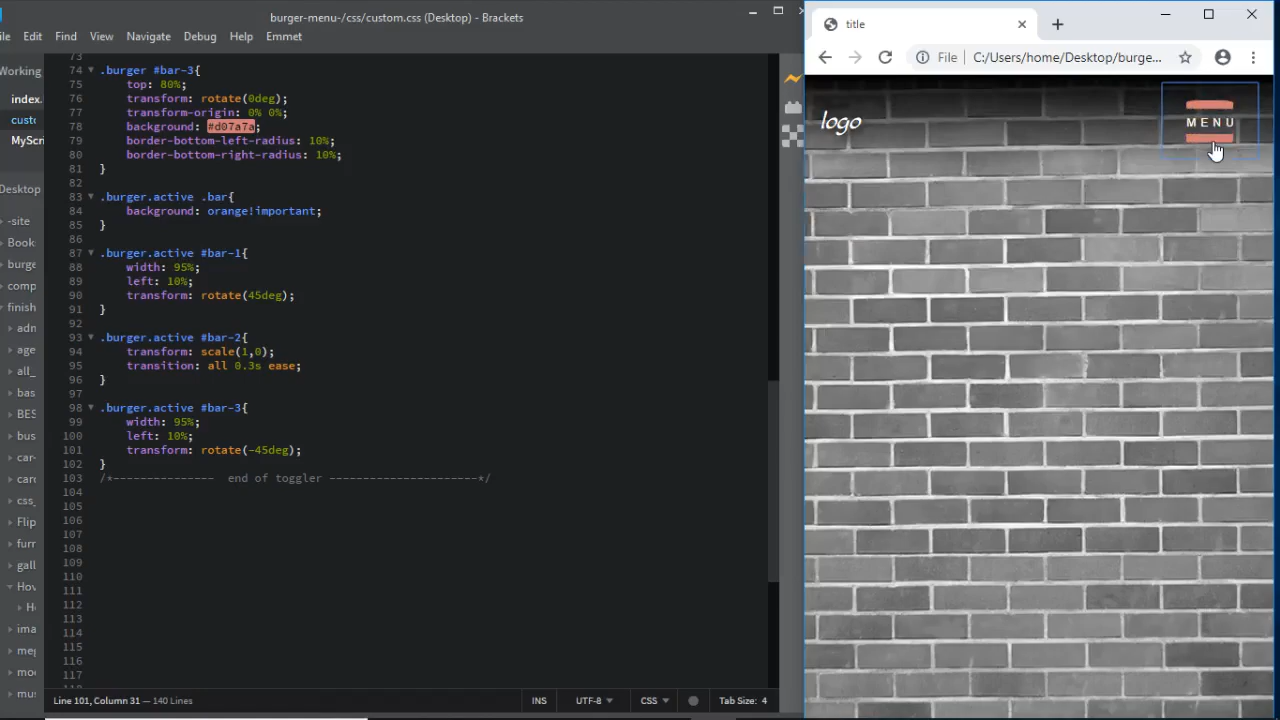 burger-menu-/css/custom.css (Desktop) - Brackets
ile Edit Find View Navigate Debug Help Emmet
Working
index.
custo
MyScri
Desktop
-site
Book
burge
comp
finish
adn
age
all_
bas
BES
bus
car-
card
css_
Flip
furr
gall
Hov
H
ima
meg
mod
mus
73
74 .burger #bar-3{
75 top: 80%;
76 transform: rotate(0deg);
77 transform-origin: 0% 0%;
78 background: #d07a7a;
79 border-bottom-left-radius: 10%;
80 border-bottom-right-radius: 10%;
81 }
82
83 .burger.active .bar{
84 background: orange!important;
85 }
86
87 .burger.active #bar-1{
88 width: 95%;
89 left: 10%;
90 transform: rotate(45deg);
91 }
92
93 .burger.active #bar-2{
94 transform: scale(1,0);
95 transition: all 0.3s ease;
96 }
97
98 .burger.active #bar-3{
99 width: 95%;
100 left: 10%;
101 transform: rotate(-45deg);
102 }
103 /*--------------- end of toggler ----------------------*/
104
105
106
107
108
109
110
111
112
113
114
115
116
117
Line 101, Column 31 — 140 Lines
INS UTF-8 CSS Tab Size: 4
title
File C:/Users/home/Desktop/burge...
logo
MENU